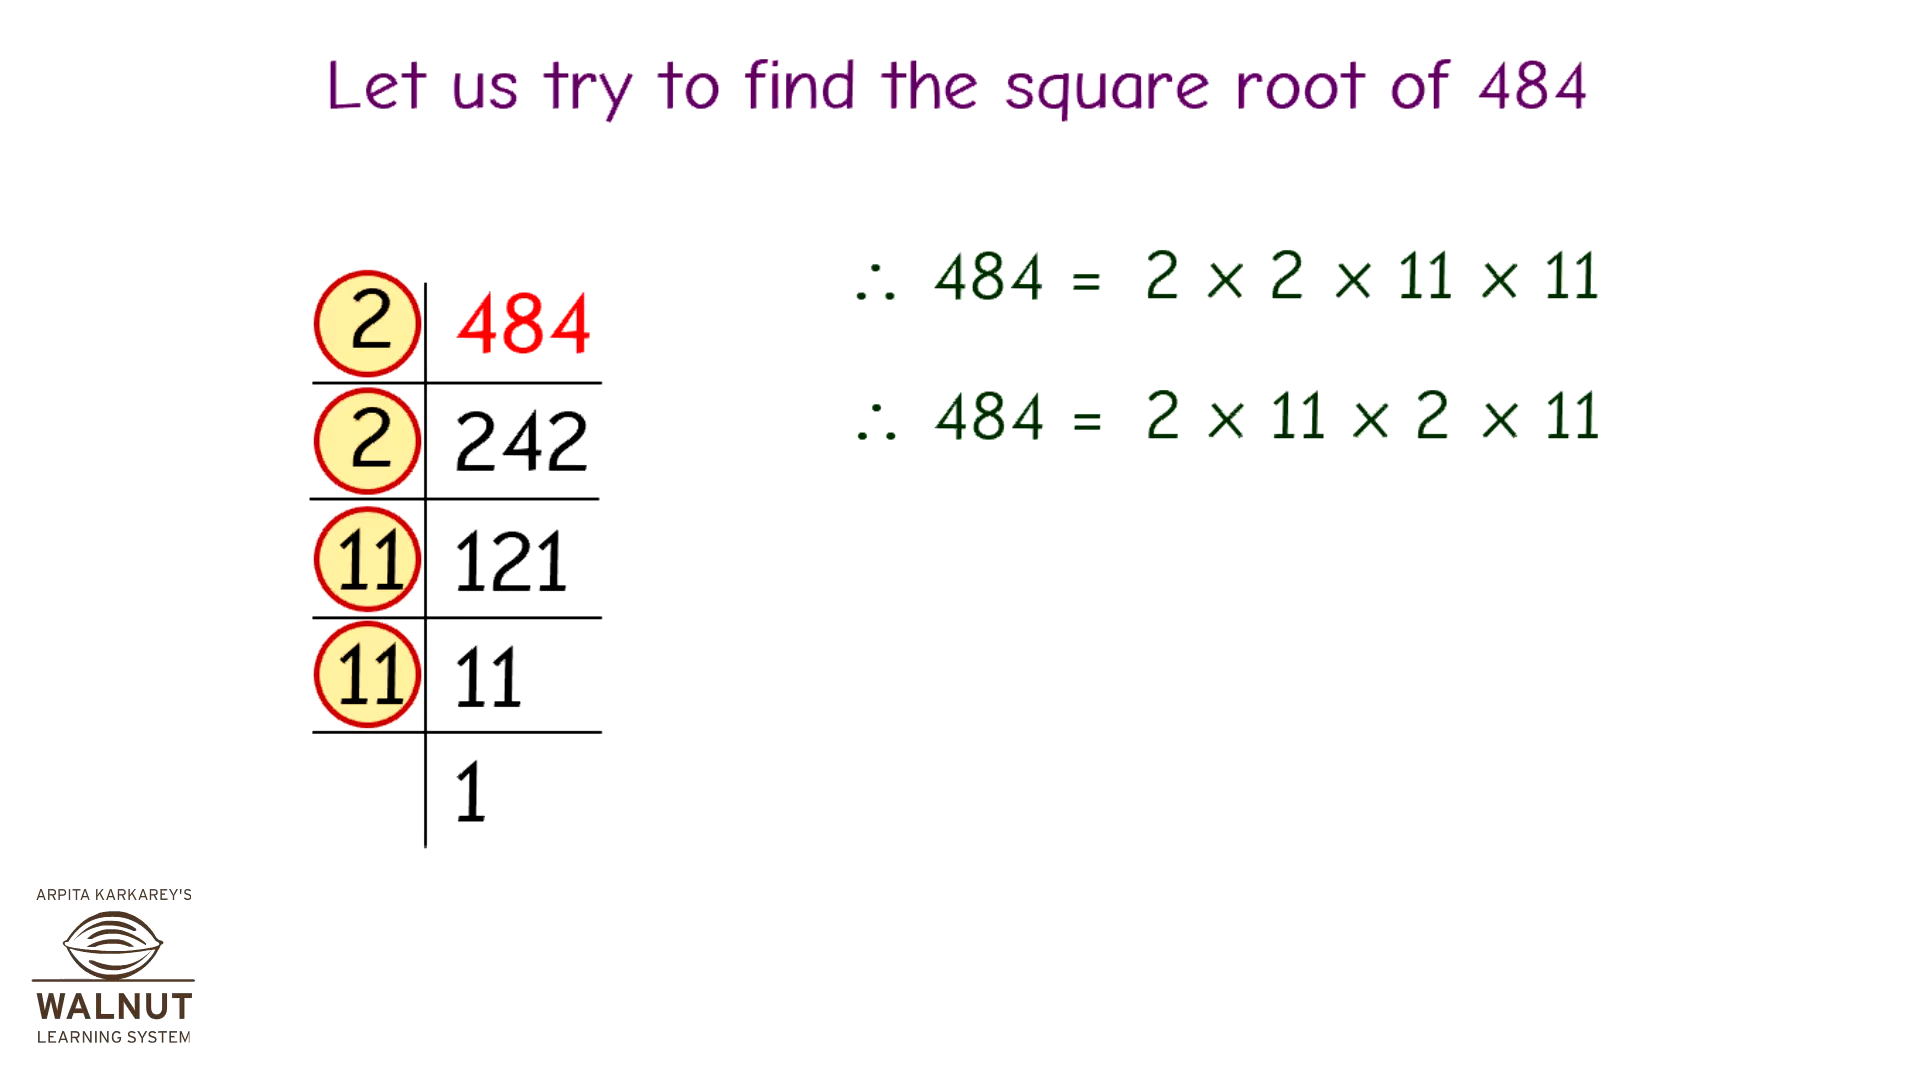 Let us try to find the square root of 484
2 484
2 242
11 121
11 11
1
∴ 484 = 2 × 2 × 11 × 11
∴ 484 = 2 × 11 × 2 × 11
ARPITA KARKAREY'S
WALNUT
LEARNING SYSTEM